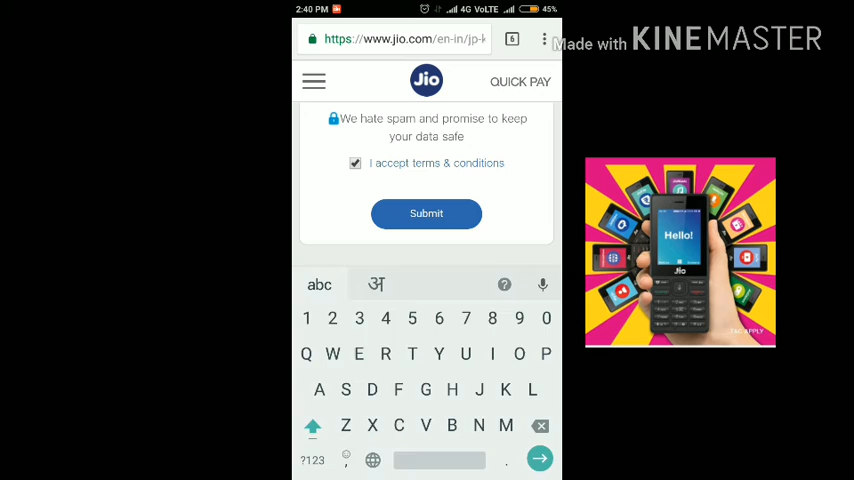 2:40 PM 4G VoLTE 45%
https://www.jio.com/en-in/jp-k
6
Made with KINEMASTER
Jio
QUICK PAY
We hate spam and promise to keep
your data safe
I accept terms & conditions
Submit
Hello!
Jio
T&C APPLY
abc अ ?
1 2 3 4 5 6 7 8 9 0
Q W E R T Y U I O P
A S D F G H J K L
Z X C V B N M
?123 , .